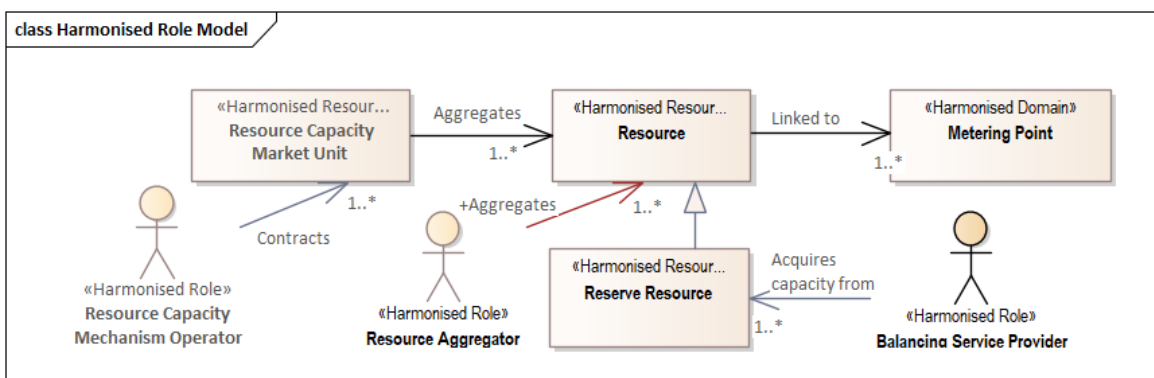 class Harmonised Role Model
«Harmonised Resour...
Resource Capacity
Market Unit
Aggregates
1..*
«Harmonised Resour...
Resource
Linked to
1..*
«Harmonised Domain»
Metering Point
Contracts
1..*
+Aggregates
1..*
«Harmonised Role»
Resource Capacity
Mechanism Operator
«Harmonised Role»
Resource Aggregator
«Harmonised Resour...
Reserve Resource
Acquires
capacity from
1..*
«Harmonised Role»
Balancing Service Provider